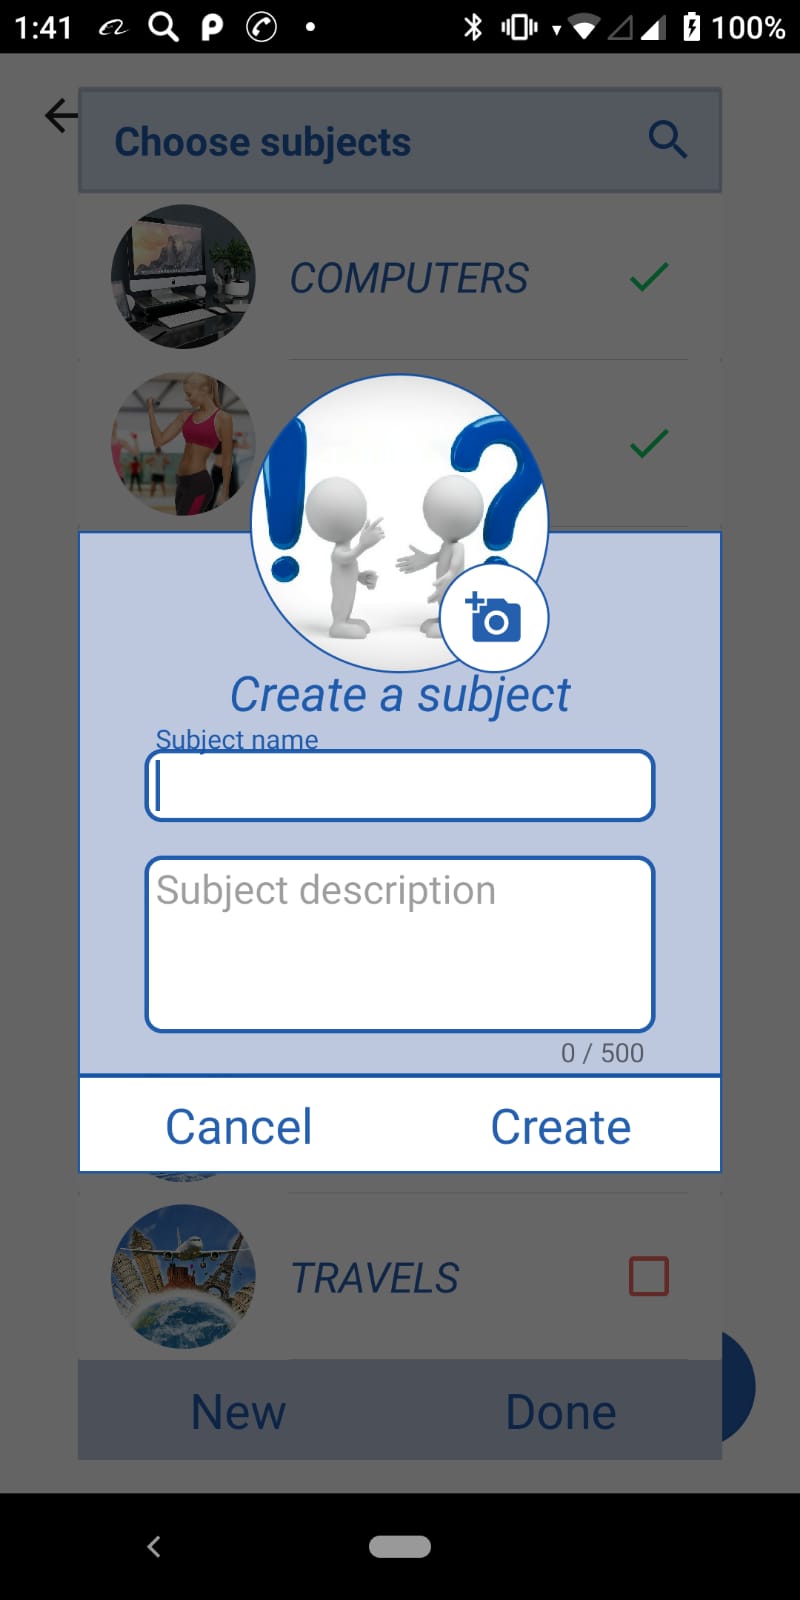 1:41
100%
Choose subjects
COMPUTERS
Create a subject
Subject name
Subject description
0 / 500
Cancel
Create
TRAVELS
New
Done